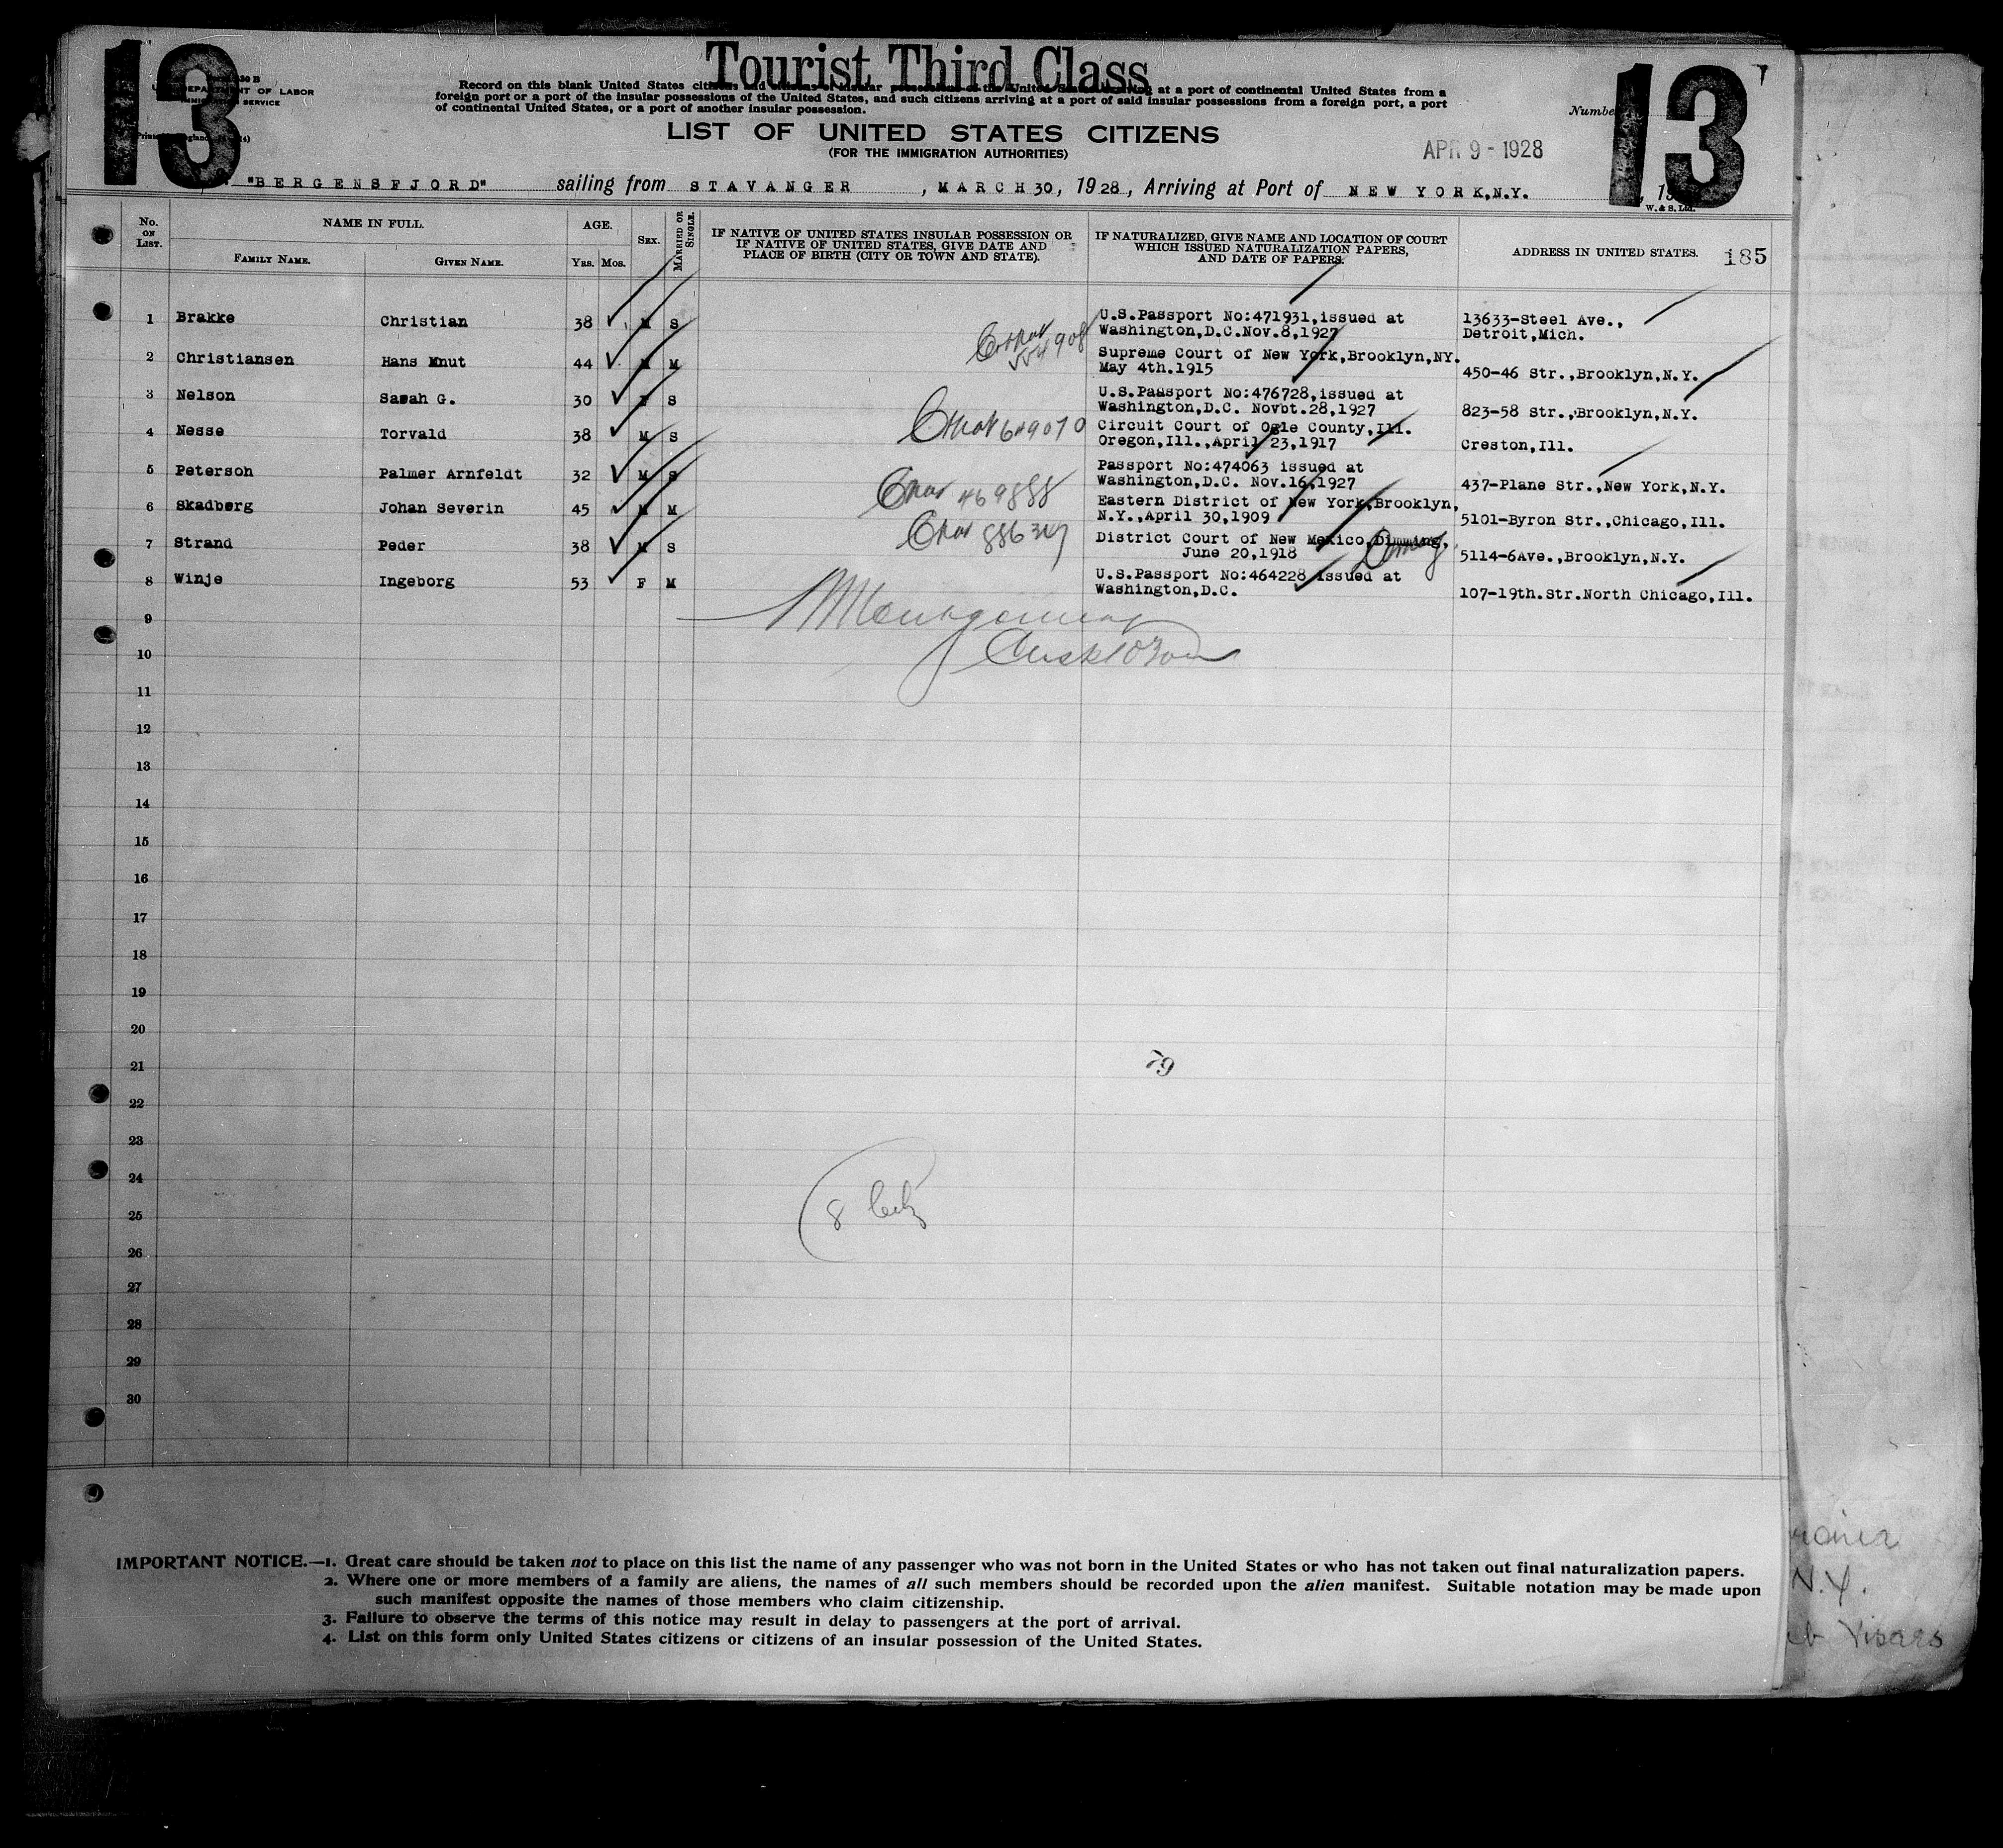 Tourist Third Class
13
13
DEPARTMENT OF LABOR
Record on this blank United States citizens and citizens of insular possessions of the United States arriving at a port of continental United States from a
foreign port or a port of the insular possessions of the United States, and such citizens arriving at a port of said insular possessions from a foreign port, a port
of continental United States, or a port of another insular possession.
LIST OF UNITED STATES CITIZENS
(FOR THE IMMIGRATION AUTHORITIES)
APR 9 - 1928
"BERGENSFJORD" sailing from STAVANGER, MARCH 30, 1928, Arriving at Port of NEW YORK, N.Y.
W. & S. Ltd.
No. ON LIST.
NAME IN FULL.
FAMILY NAME.
GIVEN NAME.
AGE.
YRS. MOS.
SEX.
MARRIED OR SINGLE.
IF NATIVE OF UNITED STATES INSULAR POSSESSION OR
IF NATIVE OF UNITED STATES, GIVE DATE AND
PLACE OF BIRTH (CITY OR TOWN AND STATE).
IF NATURALIZED, GIVE NAME AND LOCATION OF COURT
WHICH ISSUED NATURALIZATION PAPERS,
AND DATE OF PAPERS.
ADDRESS IN UNITED STATES.
185
1 Brakke Christian 38 M S U.S.Passport No:471931,issued at
Washington,D.C.Nov.8,1927
13633-Steel Ave.,
Detroit,Mich.
2 Christiansen Hans Knut 44 M M Supreme Court of New York,Brooklyn,NY.
May 4th.1915
450-46 Str.,Brooklyn,N.Y.
3 Nelson Sarah G. 30 F S U.S.Passport No:476728,issued at
Washington,D.C. Novbt.28,1927
823-58 Str.,Brooklyn,N.Y.
4 Nesse Torvald 38 M S 649070 Circuit Court of Ogle County,Ill.
Oregon,Ill.,April 23,1917
Creston,Ill.
5 Peterson Palmer Arnfeldt 32 M S Passport No:474063 issued at
Washington,D.C. Nov.16,1927
437-Plane Str.,New York,N.Y.
6 Skadberg Johan Severin 45 M M 469888 Eastern District of New York,Brooklyn,
N.Y.,April 30,1909
5101-Byron Str.,Chicago,Ill.
7 Strand Peder 38 M S 886347 District Court of New Mexico,Dimming, Deming
June 20,1918
5114-6Ave.,Brooklyn,N.Y.
8 Winje Ingeborg 53 F M U.S.Passport No:464228 issued at
Washington,D.C.
107-19th.Str.North Chicago,Ill.
9
10
11
12
13
14
15
16
17
18
19
20
21
22
23
24
25
26
27
28
29
30
79
IMPORTANT NOTICE.—1. Great care should be taken not to place on this list the name of any passenger who was not born in the United States or who has not taken out final naturalization papers.
2. Where one or more members of a family are aliens, the names of all such members should be recorded upon the alien manifest. Suitable notation may be made upon
such manifest opposite the names of those members who claim citizenship.
3. Failure to observe the terms of this notice may result in delay to passengers at the port of arrival.
4. List on this form only United States citizens or citizens of an insular possession of the United States.
N.Y.